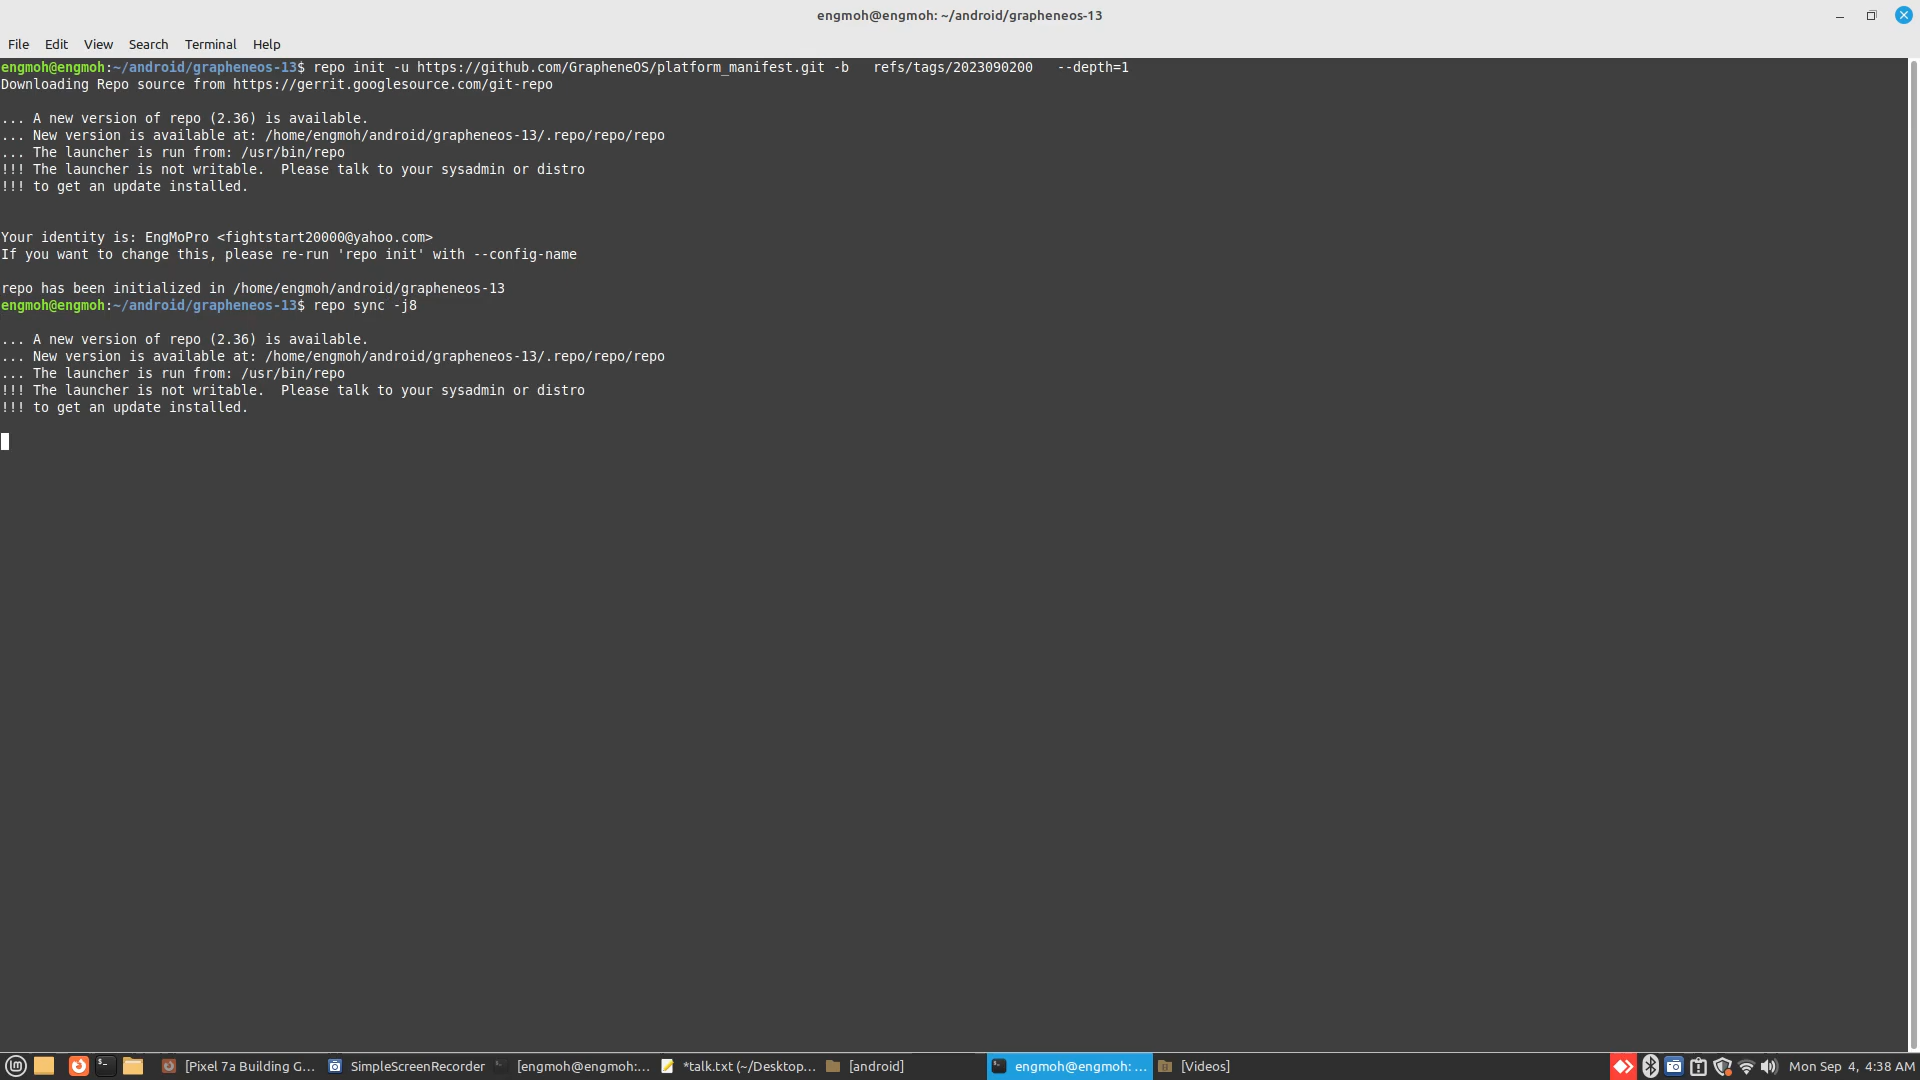 engmoh@engmoh: ~/android/grapheneos-13
File Edit View Search Terminal Help
engmoh@engmoh:~/android/grapheneos-13$ repo init -u https://github.com/GrapheneOS/platform_manifest.git -b   refs/tags/2023090200   --depth=1
Downloading Repo source from https://gerrit.googlesource.com/git-repo
... A new version of repo (2.36) is available.
... New version is available at: /home/engmoh/android/grapheneos-13/.repo/repo/repo
... The launcher is run from: /usr/bin/repo
!!! The launcher is not writable.  Please talk to your sysadmin or distro
!!! to get an update installed.
Your identity is: EngMoPro <fightstart20000@yahoo.com>
If you want to change this, please re-run 'repo init' with --config-name
repo has been initialized in /home/engmoh/android/grapheneos-13
engmoh@engmoh:~/android/grapheneos-13$ repo sync -j8
... A new version of repo (2.36) is available.
... New version is available at: /home/engmoh/android/grapheneos-13/.repo/repo/repo
... The launcher is run from: /usr/bin/repo
!!! The launcher is not writable.  Please talk to your sysadmin or distro
!!! to get an update installed.
[Pixel 7a Building G... SimpleScreenRecorder [engmoh@engmoh:... *talk.txt (~/Desktop... [android] engmoh@engmoh: ... [Videos] Mon Sep 4, 4:38 AM